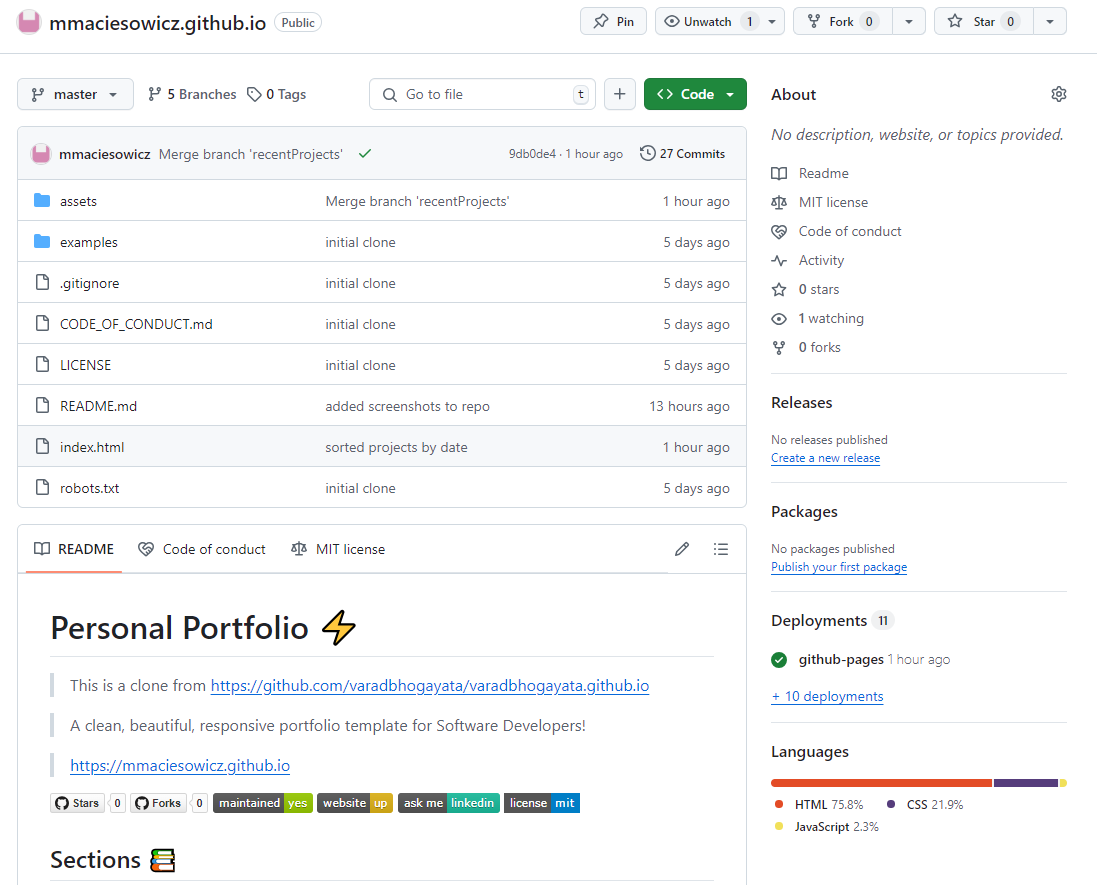 mmaciesowicz.github.io Public Pin Unwatch 1 Fork 0 Star 0
master 5 Branches 0 Tags Go to file t + Code
mmaciesowicz Merge branch 'recentProjects' 9db0de4 · 1 hour ago 27 Commits
assets Merge branch 'recentProjects' 1 hour ago
examples initial clone 5 days ago
.gitignore initial clone 5 days ago
CODE_OF_CONDUCT.md initial clone 5 days ago
LICENSE initial clone 5 days ago
README.md added screenshots to repo 13 hours ago
index.html sorted projects by date 1 hour ago
robots.txt initial clone 5 days ago
README Code of conduct MIT license
Personal Portfolio ⚡
This is a clone from https://github.com/varadbhogayata/varadbhogayata.github.io
A clean, beautiful, responsive portfolio template for Software Developers!
https://mmaciesowicz.github.io
Stars 0 Forks 0 maintained yes website up ask me linkedin license mit
Sections 📚
About
No description, website, or topics provided.
Readme
MIT license
Code of conduct
Activity
0 stars
1 watching
0 forks
Releases
No releases published
Create a new release
Packages
No packages published
Publish your first package
Deployments 11
github-pages 1 hour ago
+ 10 deployments
Languages
HTML 75.8% CSS 21.9%
JavaScript 2.3%